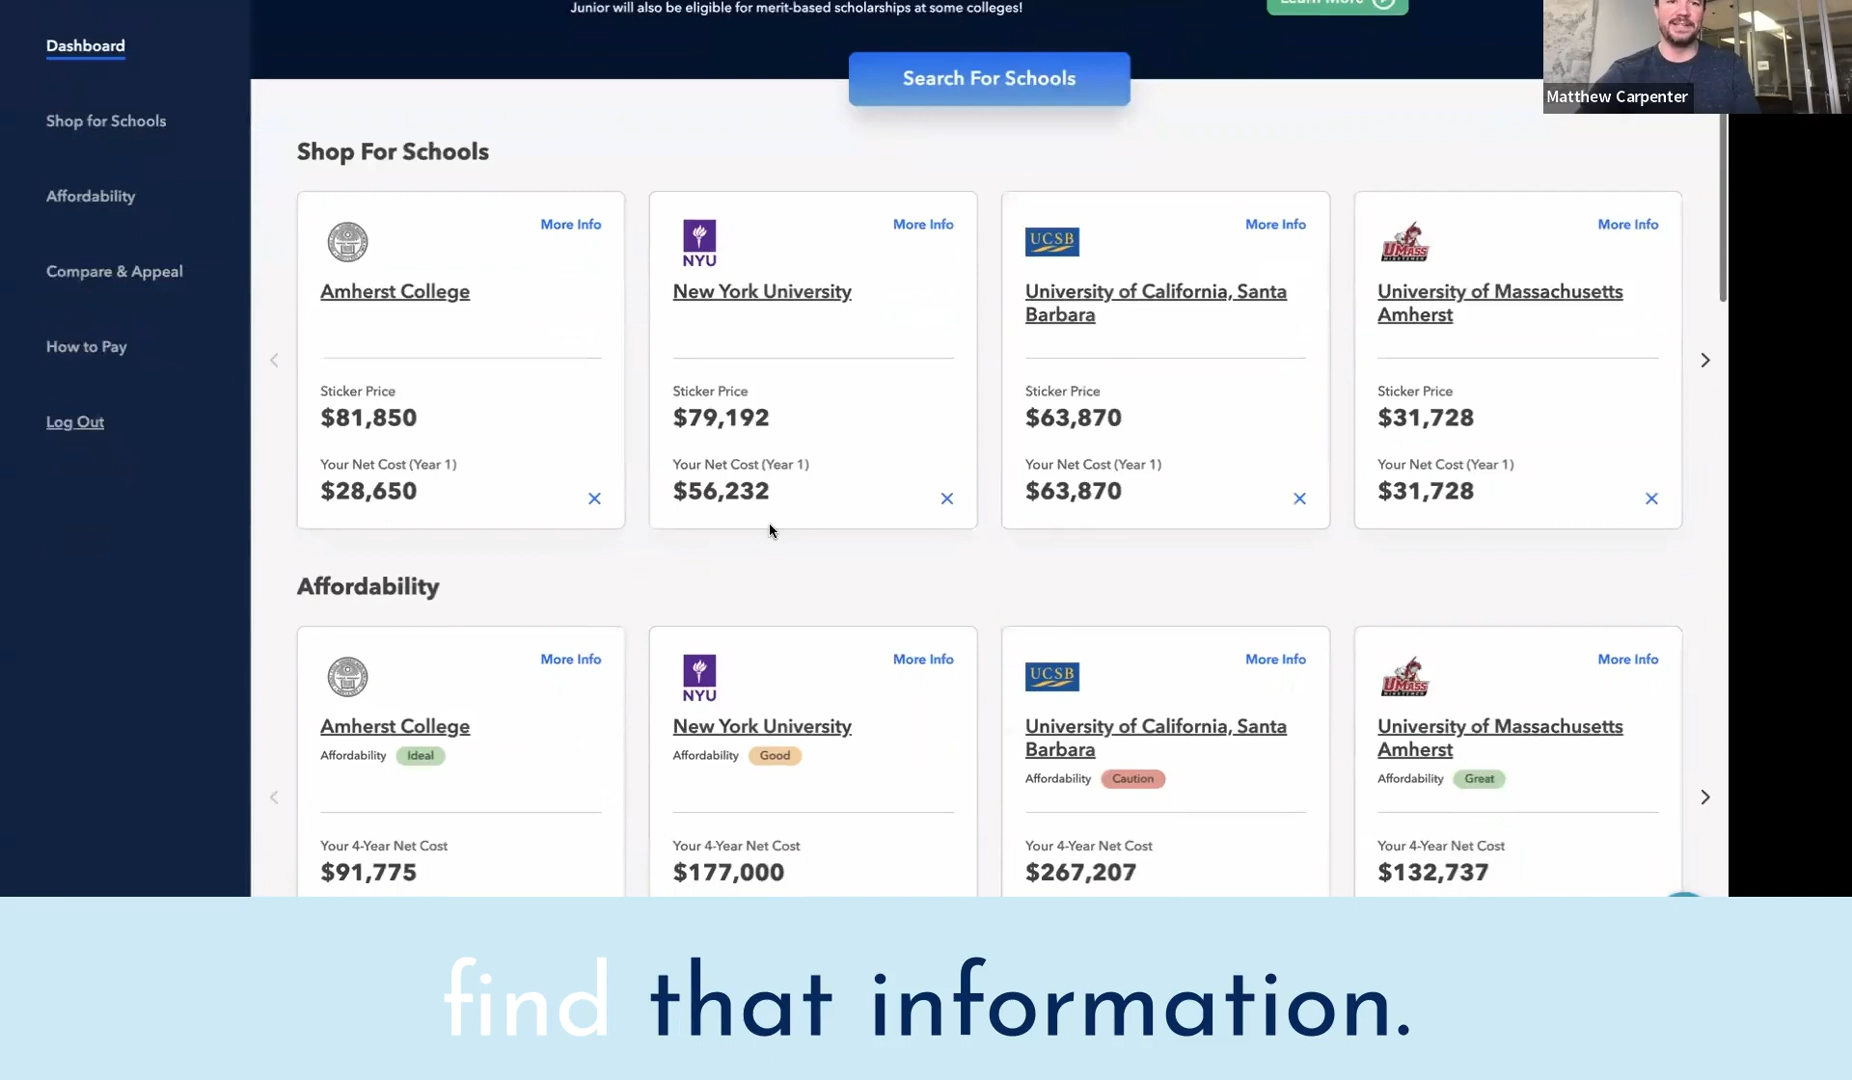 Junior will also be eligible for merit-based scholarships at some colleges!
Learn More
Dashboard
Search For Schools
Matthew Carpenter
Shop for Schools
Affordability
Compare & Appeal
How to Pay
Log Out
Shop For Schools
More Info
Amherst College
Sticker Price
$81,850
Your Net Cost (Year 1)
$28,650
More Info
NYU
New York University
Sticker Price
$79,192
Your Net Cost (Year 1)
$56,232
More Info
UCSB
University of California, Santa
Barbara
Sticker Price
$63,870
Your Net Cost (Year 1)
$63,870
More Info
UMASS
University of Massachusetts
Amherst
Sticker Price
$31,728
Your Net Cost (Year 1)
$31,728
Affordability
More Info
Amherst College
Affordability Ideal
Your 4-Year Net Cost
$91,775
More Info
NYU
New York University
Affordability Good
Your 4-Year Net Cost
$177,000
More Info
UCSB
University of California, Santa
Barbara
Affordability Caution
Your 4-Year Net Cost
$267,207
More Info
UMASS
University of Massachusetts
Amherst
Affordability Great
Your 4-Year Net Cost
$132,737
find that information.